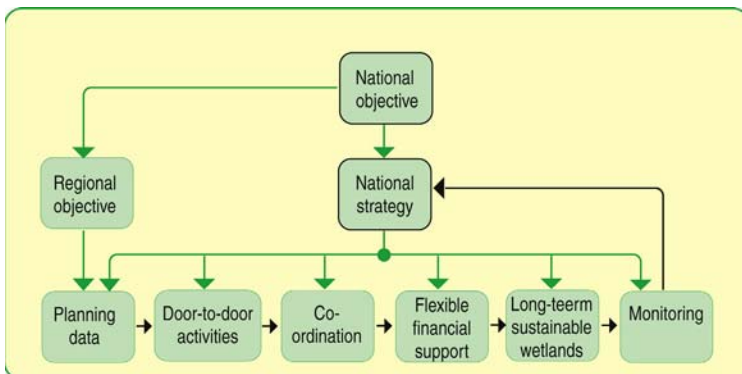 National
objective
Regional
objective
National
strategy
Planning
data
Door-to-door
activities
Co-
ordination
Flexible
financial
support
Long-teerm
sustainable
wetlands
Monitoring